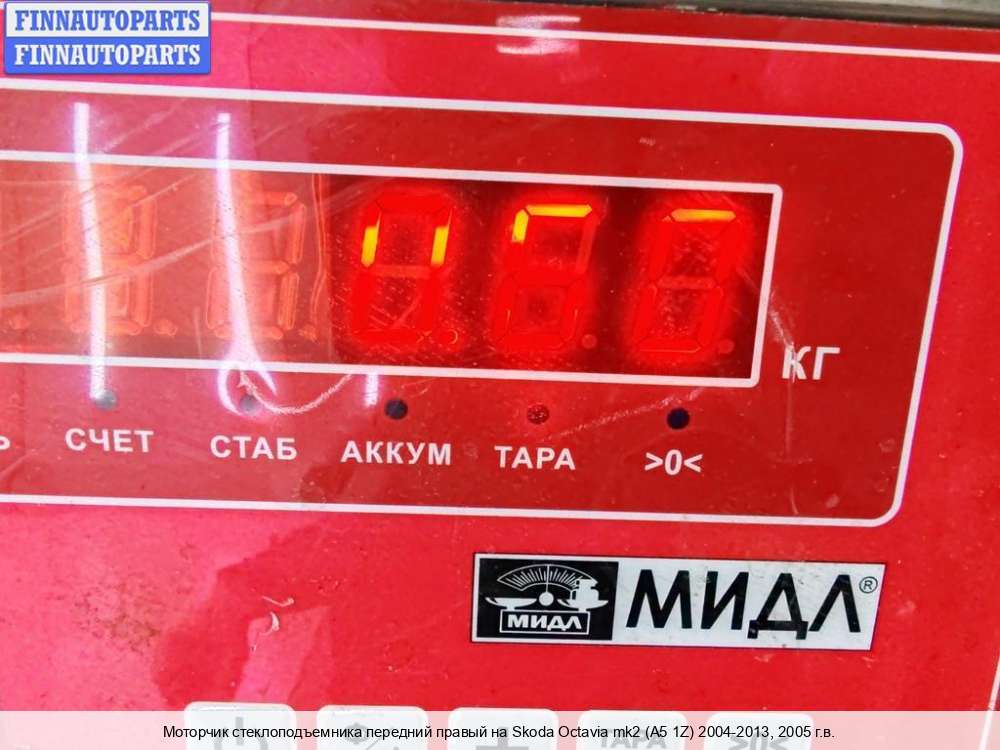 FINNAUTOPARTS
FINNAUTOPARTS
КГ
СЧЕТ СТАБ АККУМ ТАРА >0<
МИДЛ МИДЛ®
ТАРА >0<
Моторчик стеклоподъемника передний правый на Skoda Octavia mk2 (A5 1Z) 2004-2013, 2005 г.в.